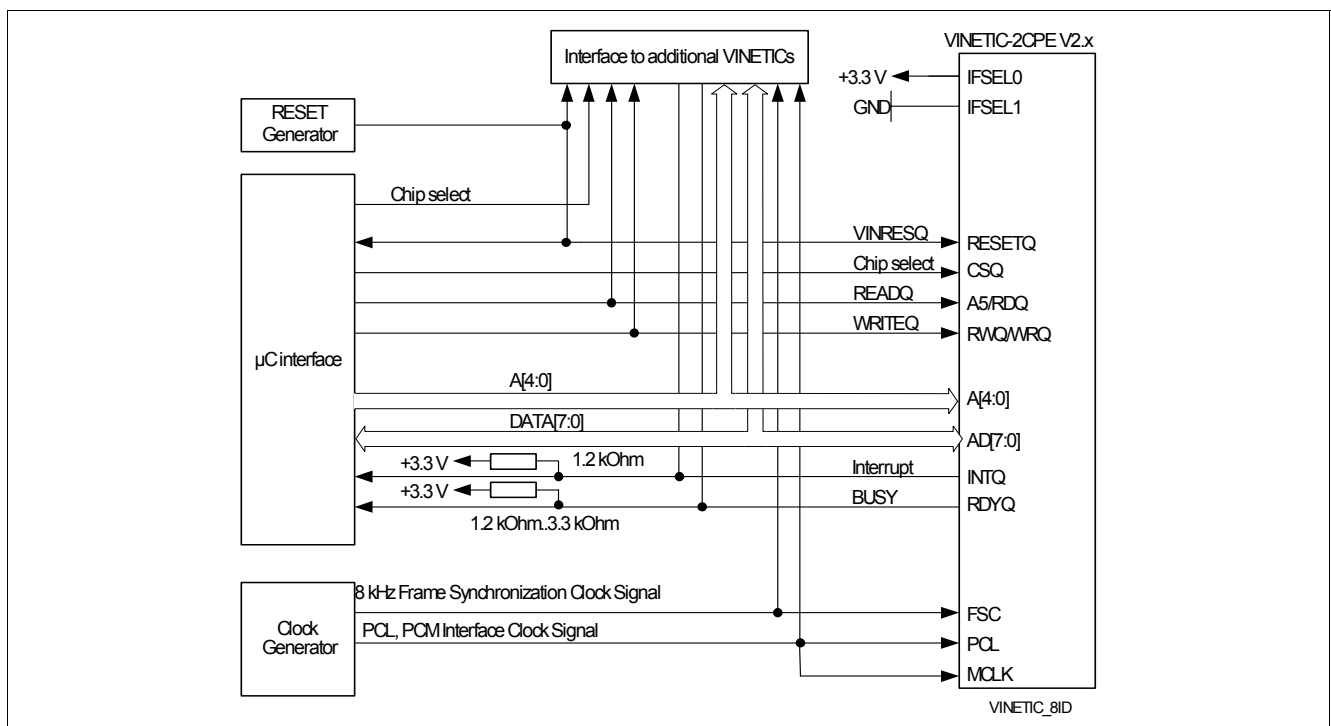 VINETIC-2CPE V2.x
Interface to additional VINETICs
+3.3 V
IFSEL0
GND
IFSEL1
RESET
Generator
Chip select
VINRESQ
RESETQ
Chip select
CSQ
READQ
A5/RDQ
WRITEQ
RWQ/WRQ
µC interface
A[4:0]
A[4:0]
DATA[7:0]
AD[7:0]
+3.3 V
1.2 kOhm
Interrupt
INTQ
+3.3 V
BUSY
RDYQ
1.2 kOhm..3.3 kOhm
8 kHz Frame Synchronization Clock Signal
FSC
Clock
Generator
PCL, PCM Interface Clock Signal
PCL
MCLK
VINETIC_8ID